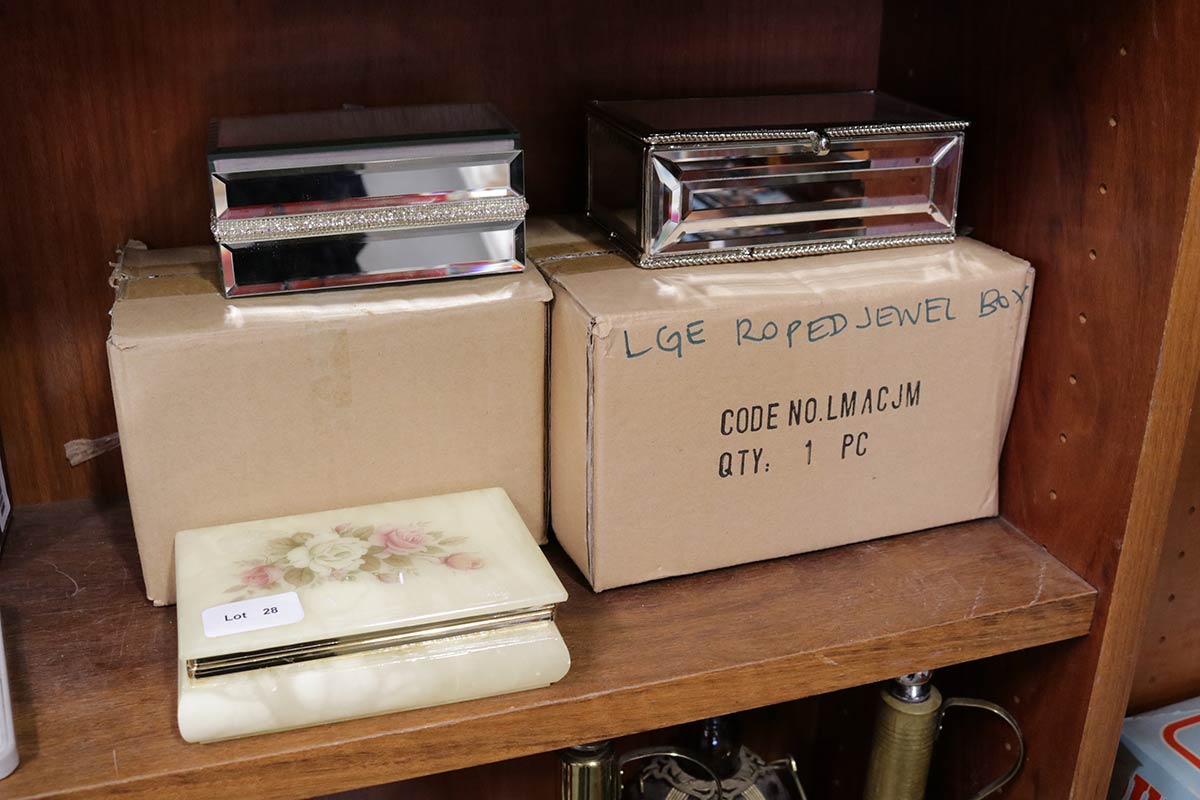 LGE ROPED JEWEL BOX
CODE NO.LMACJM
QTY: 1 PC
Lot 28